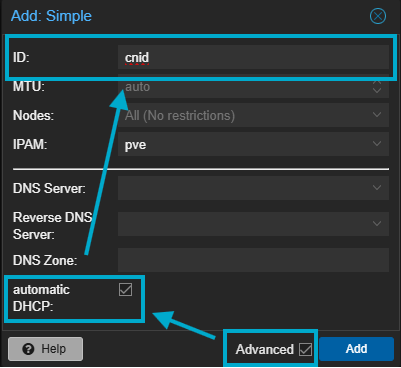 Add: Simple
ID: cnid
MTU: auto
Nodes: All (No restrictions)
IPAM: pve
DNS Server:
Reverse DNS
Server:
DNS Zone:
automatic
DHCP:
? Help Advanced Add